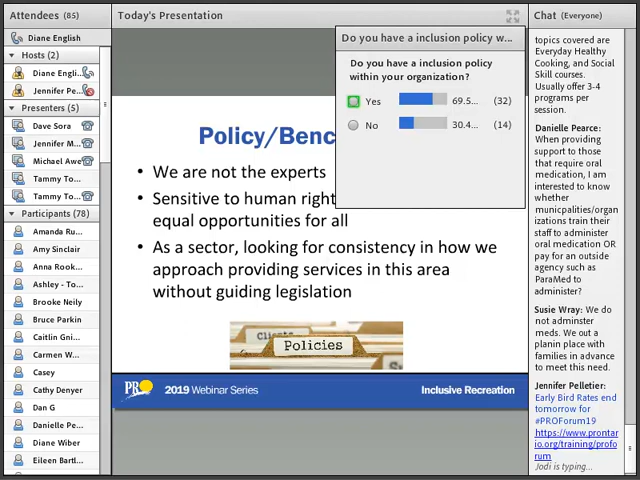 Attendees (85)
Diane English
Hosts (2)
Diane Engli...
Jennifer Pe...
Presenters (5)
Dave Sora
Jennifer M...
Michael Awe...
Tammy To...
Tammy To...
Participants (78)
Amanda Ru...
Amy Sinclair
Anna Rook...
Ashley - To...
Brooke Neily
Bruce Parkin
Caitlin Gni...
Carmen W...
Casey
Cathy Denyer
Dan G
Danielle Pe...
Diane Wiber
Eileen Bartl...
Today's Presentation
Do you have a inclusion policy w...
Do you have a inclusion policy
within your organization?
Yes 69.5... (32)
No 30.4... (14)
Policy/Benc
• We are not the experts
• Sensitive to human right
equal opportunities for all
• As a sector, looking for consistency in how we
approach providing services in this area
without guiding legislation
Clients
Policies
PRO 2019 Webinar Series Inclusive Recreation
Chat (Everyone)
topics covered are
Everyday Healthy
Cooking, and Social
Skill courses.
Usually offer 3-4
programs per
session.
Danielle Pearce:
When providing
support to those
that require oral
medication, I am
interested to know
whether
municpalities/organ
izations train their
staff to administer
oral medication OR
pay for an outside
agency such as
ParaMed to
administer?
Susie Wray: We do
not adminster
meds. We out a
planin place with
families in advance
to meet this need.
Jennifer Pelletier:
Early Bird Rates end
tomorrow for
#PROForum19
https://www.prontar
io.org/training/profo
rum
Jodi is typing...